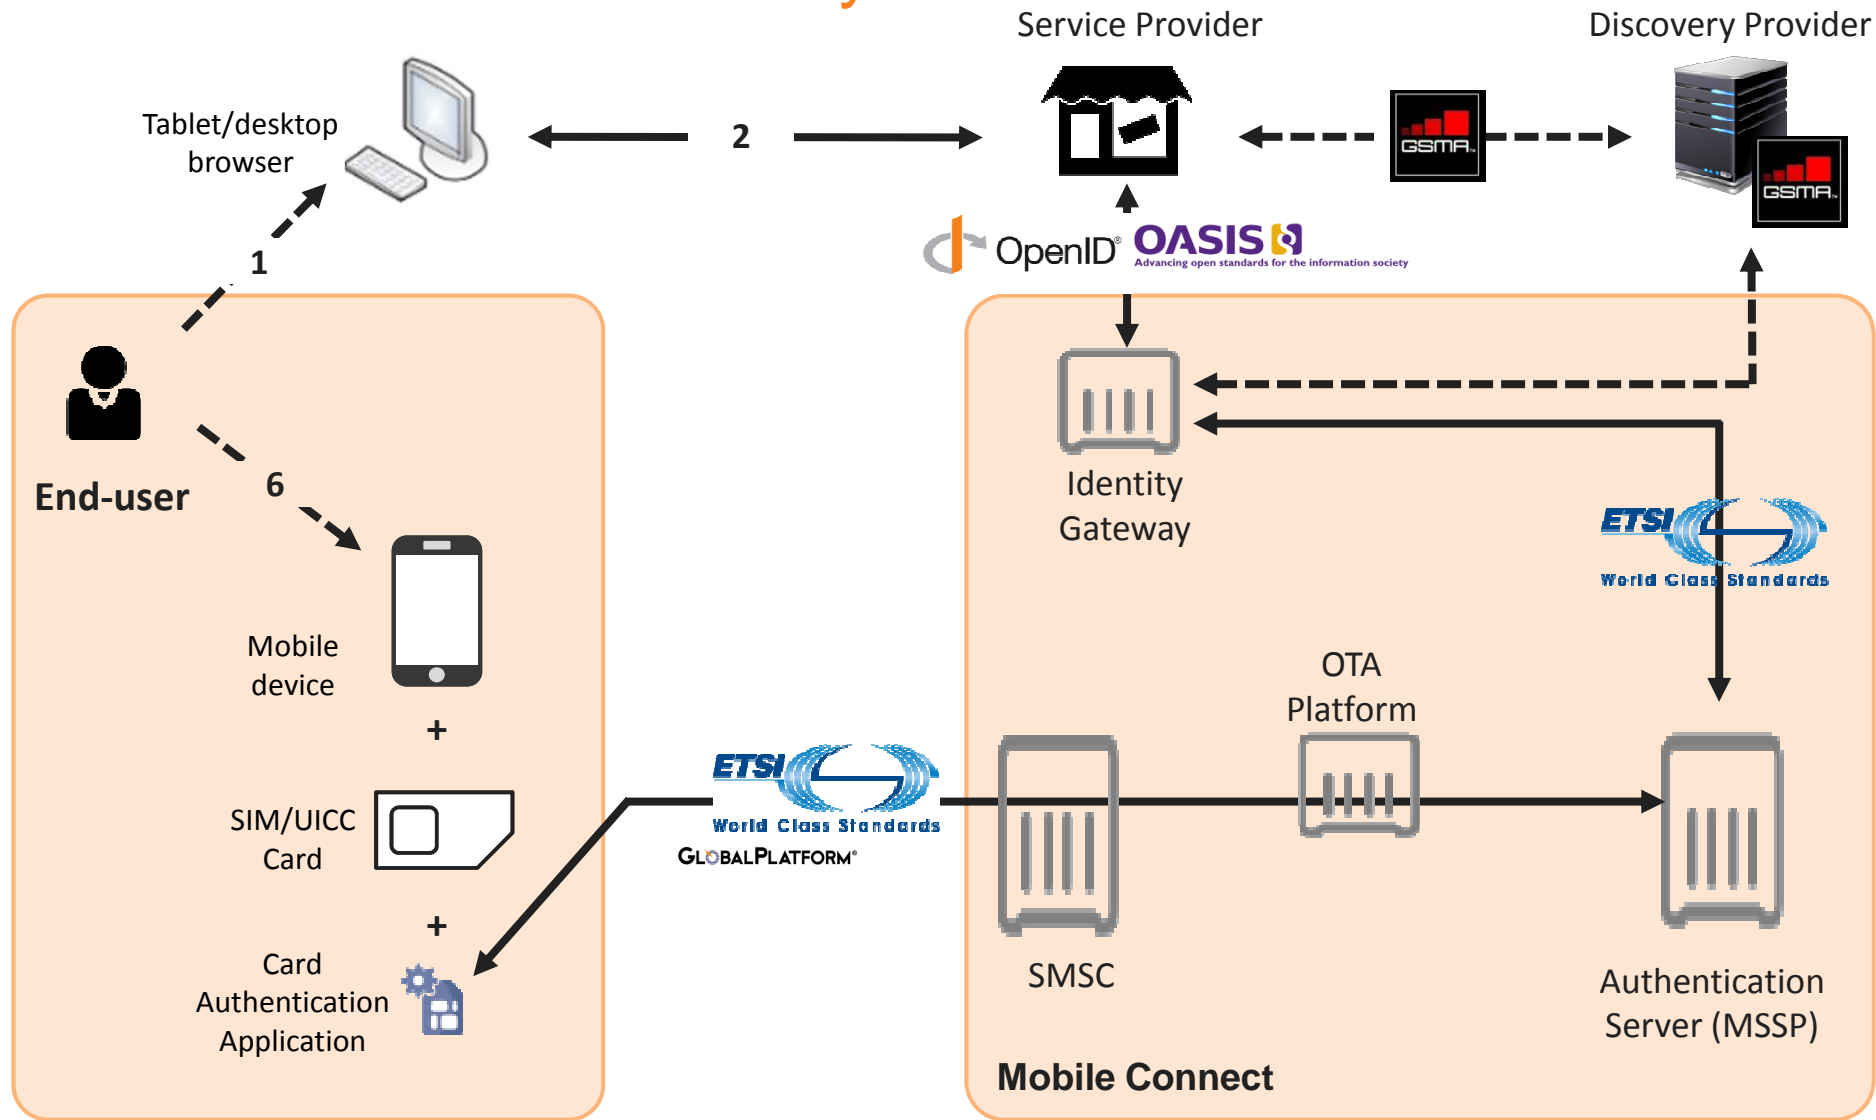 y
Service Provider
Discovery Provider
Tablet/desktop
browser
2
GSMA™
GSMA™
1
OpenID®
OASIS
Advancing open standards for the information society
End-user
6
Identity
Gateway
ETSI
World Class Standards
Mobile
device
+
OTA
Platform
ETSI
World Class Standards
GLOBALPLATFORM®
SIM/UICC
Card
+
Card
Authentication
Application
SMSC
Authentication
Server (MSSP)
Mobile Connect